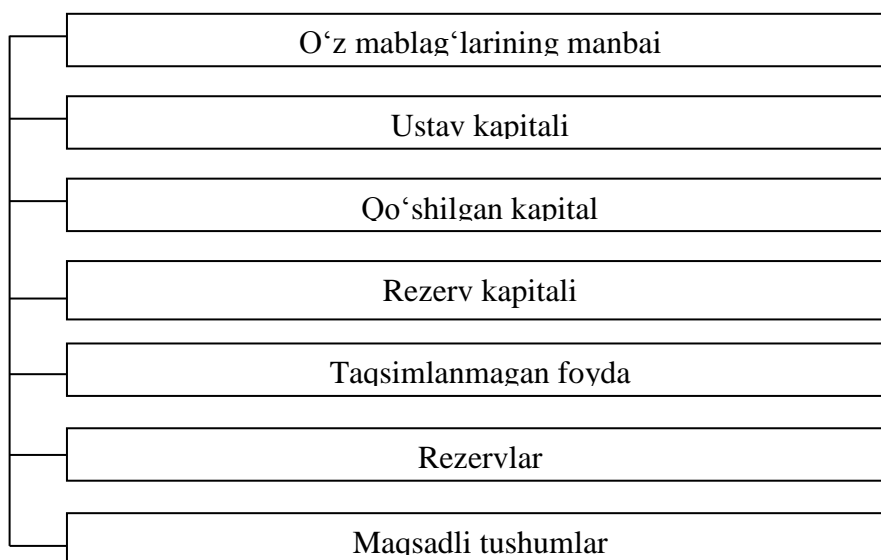 O‘z mablag‘larining manbai
Ustav kapitali
Qo‘shilgan kapital
Rezerv kapitali
Taqsimlanmagan foyda
Rezervlar
Maqsadli tushumlar